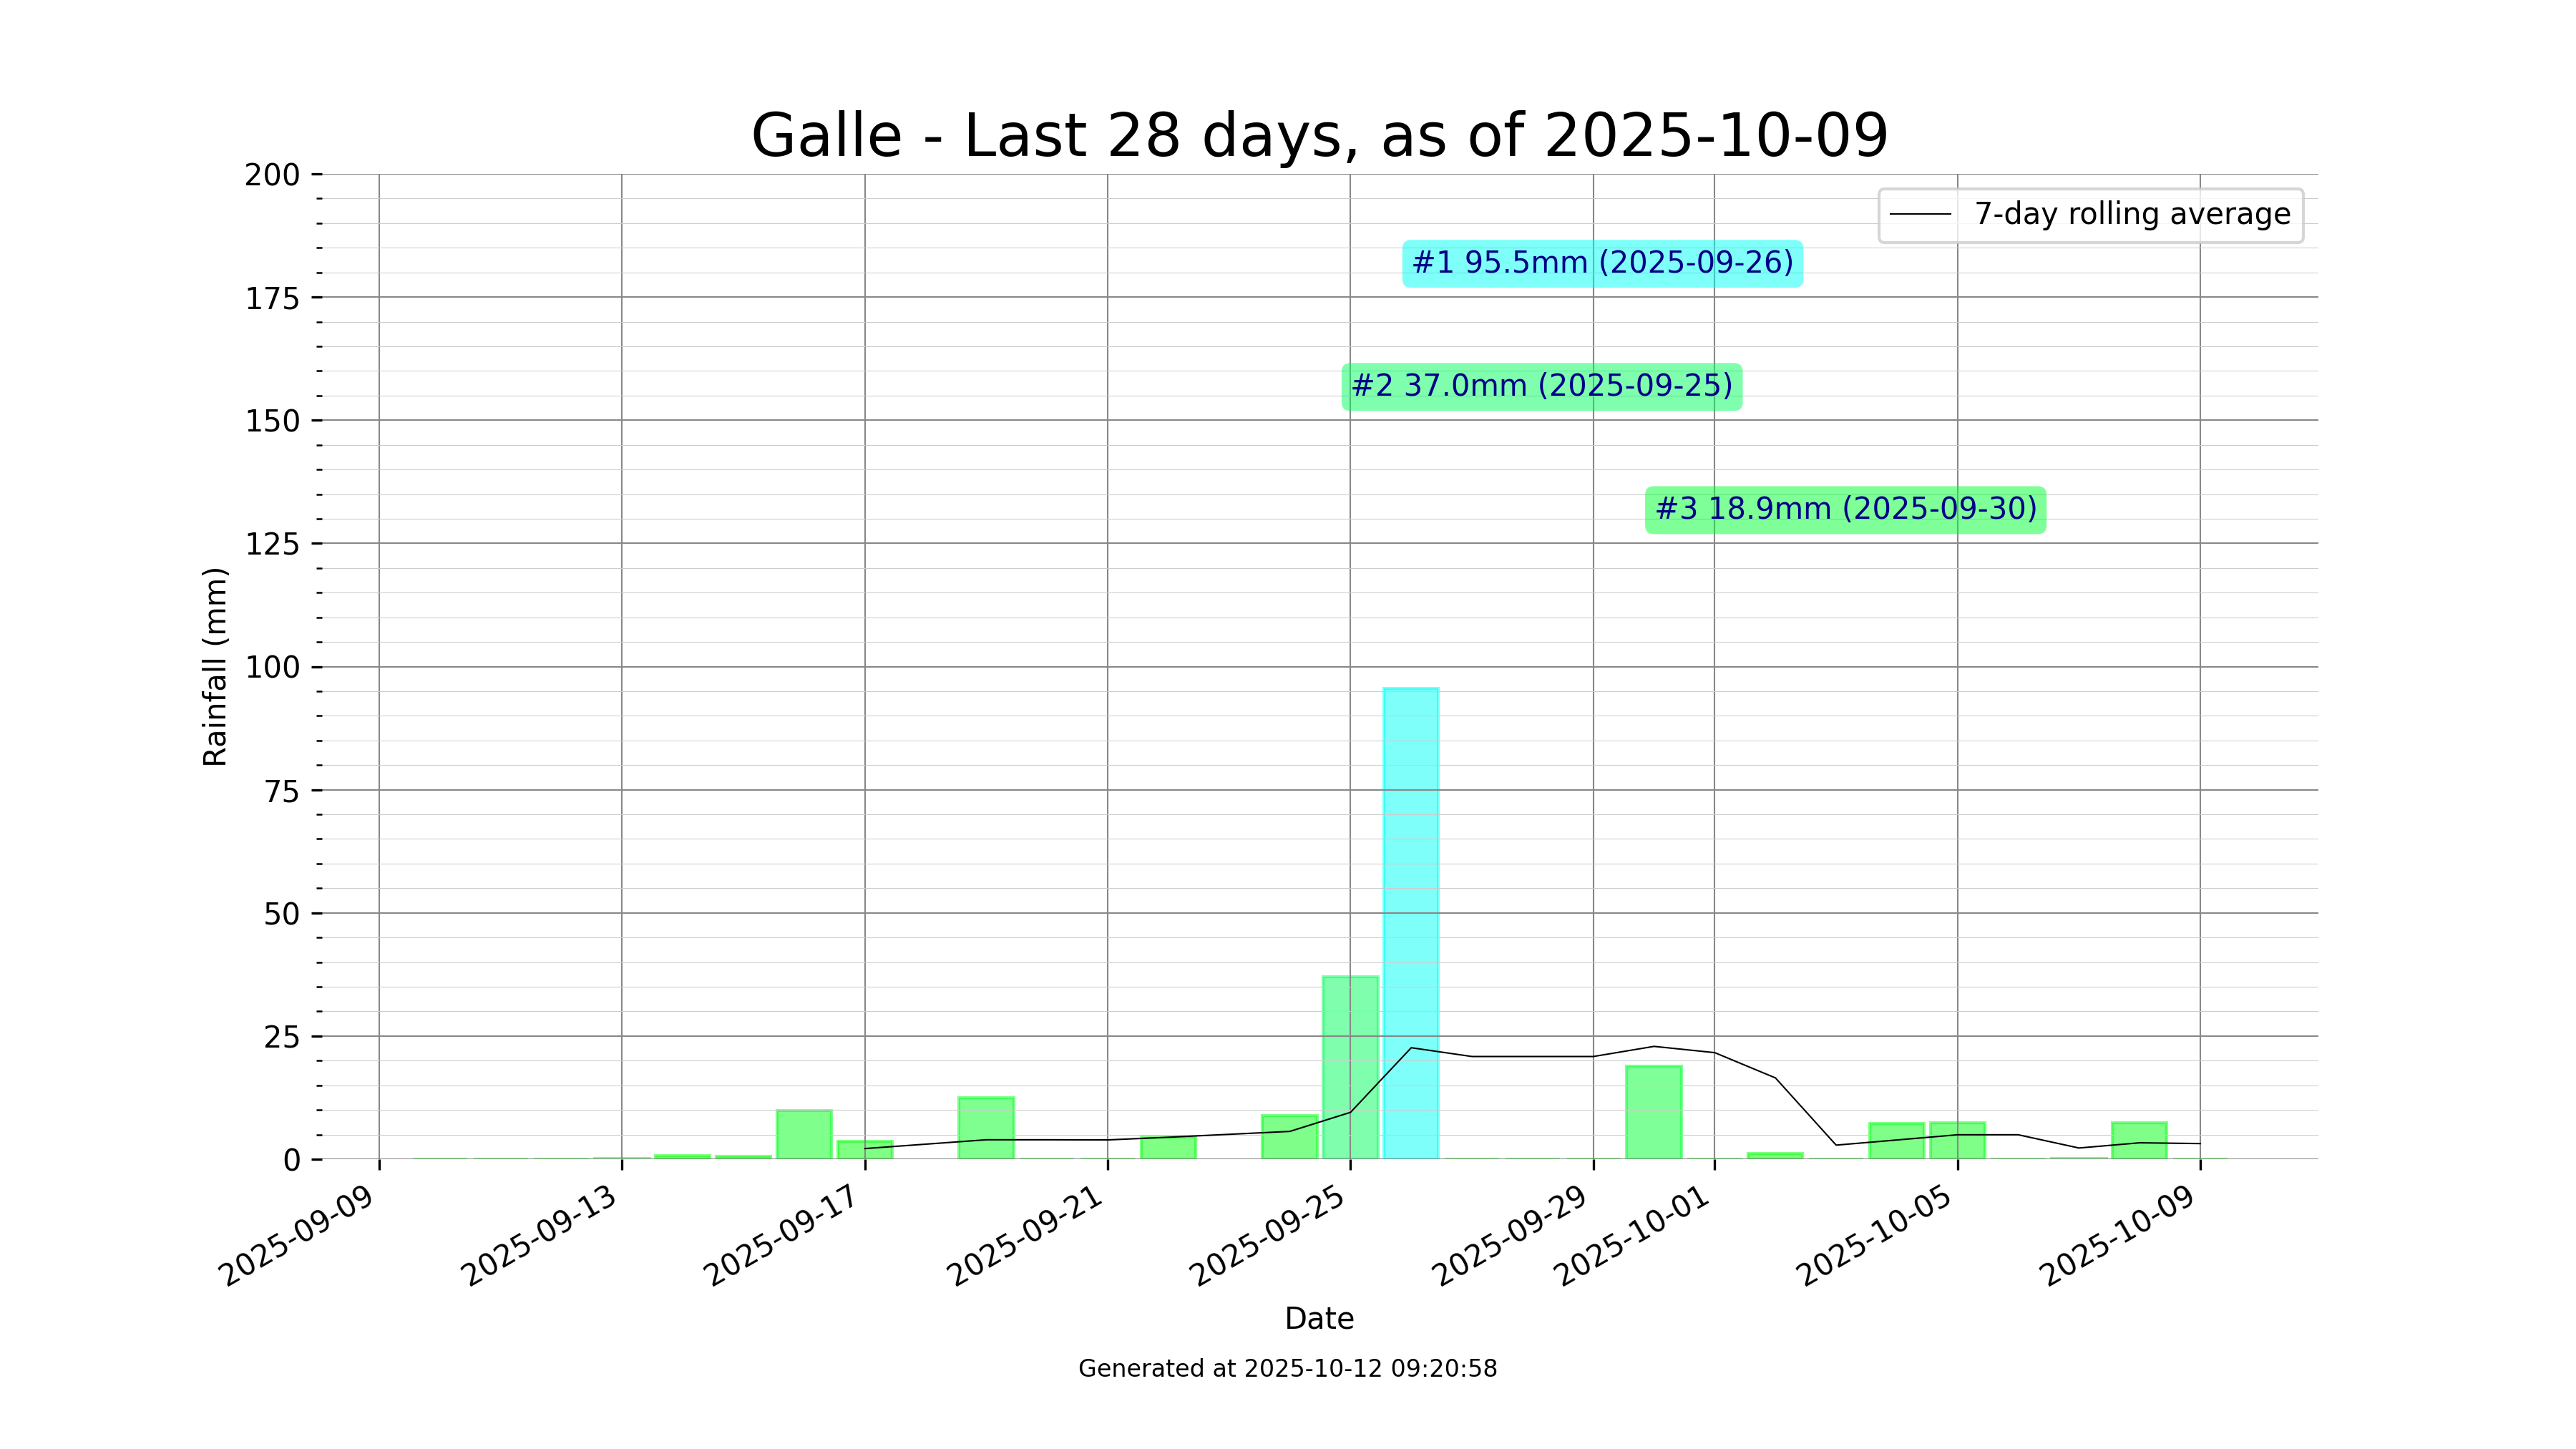 Galle - Last 28 days, as of 2025-10-09
200
175
150
125
100
75
50
25
0
Rainfall (mm)
7-day rolling average
#1 95.5mm (2025-09-26)
#2 37.0mm (2025-09-25)
#3 18.9mm (2025-09-30)
2025-09-09
2025-09-13
2025-09-17
2025-09-21
2025-09-25
2025-09-29
2025-10-01
2025-10-05
2025-10-09
Date
Generated at 2025-10-12 09:20:58